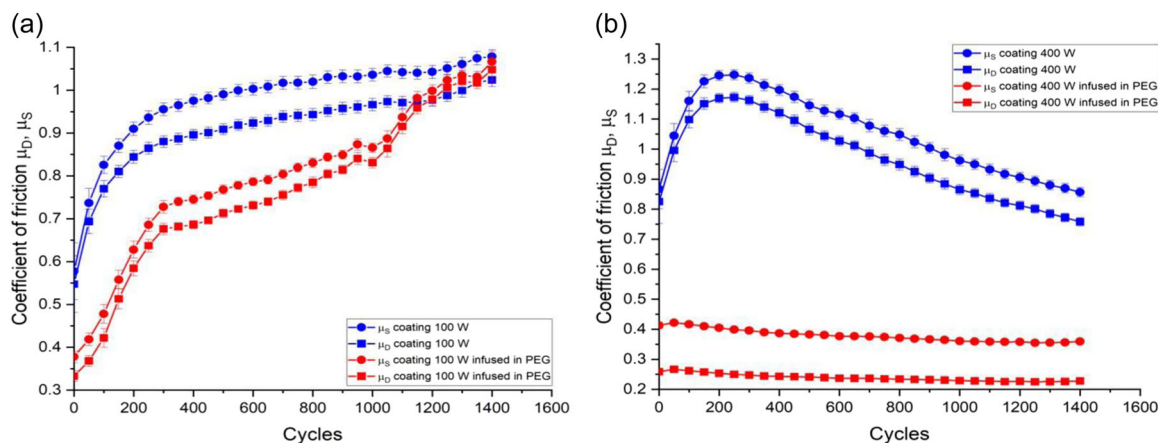 (a)
1.1
1
0.9
0.8
0.7
0.6
0.5
0.4
0.3
Coefficient of friction μD, μS
0 200 400 600 800 1000 1200 1400 1600
Cycles
μS coating 100 W
μD coating 100 W
μS coating 100 W infused in PEG
μD coating 100 W infused in PEG
(b)
1.3
1.2
1.1
1
0.9
0.8
0.7
0.6
0.5
0.4
0.3
0.2
Coefficient of friction μD, μS
0 200 400 600 800 1000 1200 1400 1600
Cycles
μS coating 400 W
μD coating 400 W
μS coating 400 W infused in PEG
μD coating 400 W infused in PEG